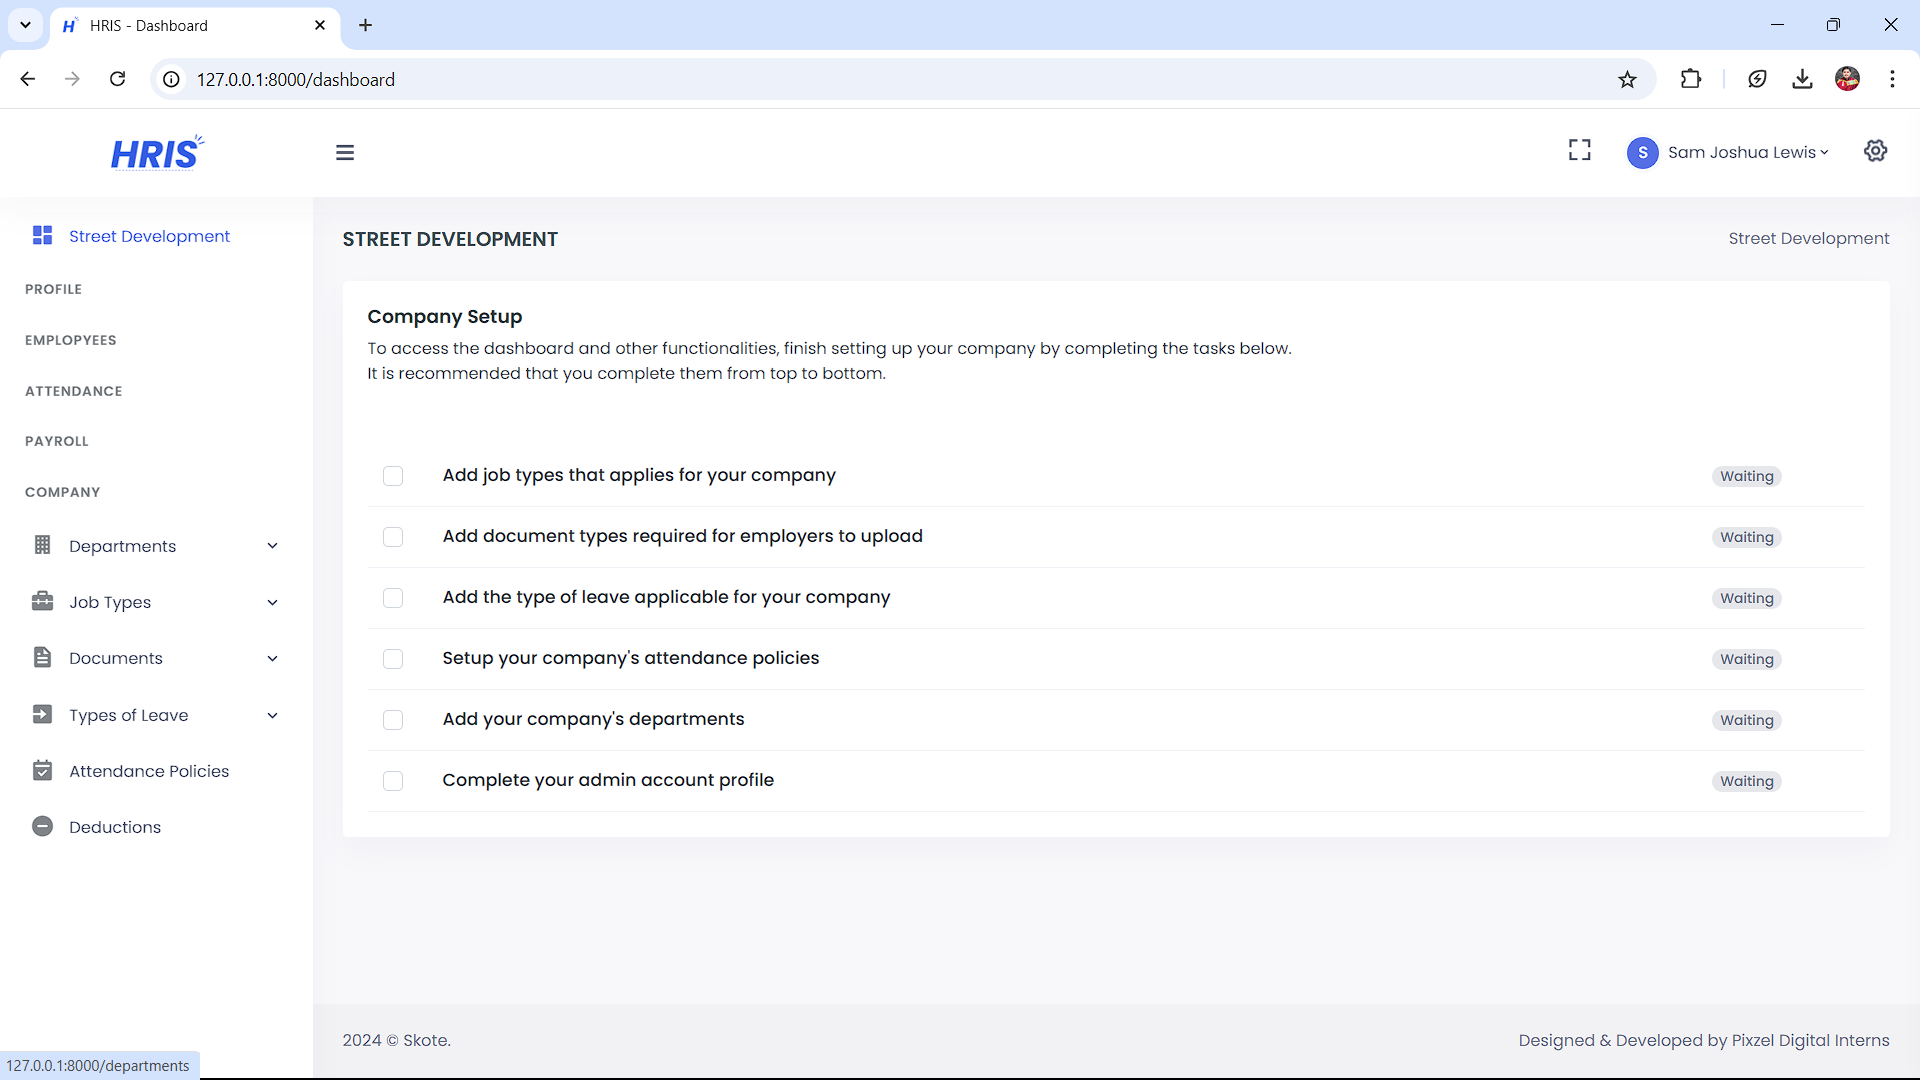 HRIS - Dashboard
127.0.0.1:8000/dashboard
HRIS
S
Sam Joshua Lewis
Street Development
PROFILE
EMPLOPYEES
ATTENDANCE
PAYROLL
COMPANY
Departments
Job Types
Documents
Types of Leave
Attendance Policies
Deductions
STREET DEVELOPMENT
Street Development
Company Setup
To access the dashboard and other functionalities, finish setting up your company by completing the tasks below.
It is recommended that you complete them from top to bottom.
Add job types that applies for your company
Waiting
Add document types required for employers to upload
Waiting
Add the type of leave applicable for your company
Waiting
Setup your company's attendance policies
Waiting
Add your company's departments
Waiting
Complete your admin account profile
Waiting
2024 © Skote.
Designed & Developed by Pixzel Digital Interns
127.0.0.1:8000/departments